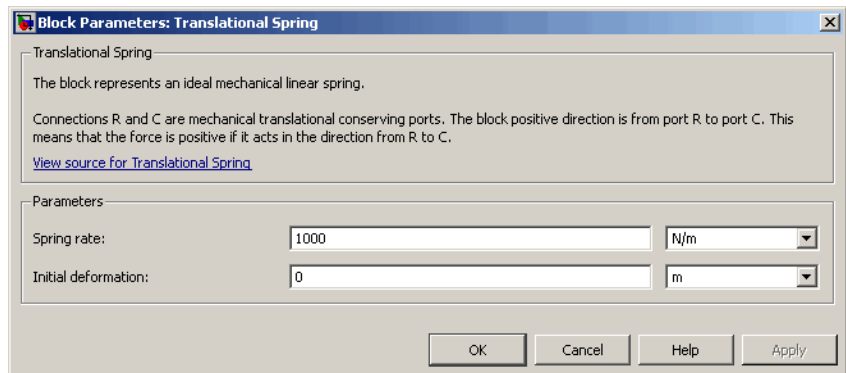 Block Parameters: Translational Spring
Translational Spring
The block represents an ideal mechanical linear spring.
Connections R and C are mechanical translational conserving ports. The block positive direction is from port R to port C. This
means that the force is positive if it acts in the direction from R to C.
View source for Translational Spring
Parameters
Spring rate: 1000 N/m
Initial deformation: 0 m
OK Cancel Help Apply